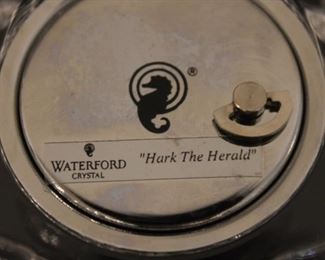 ®
WATERFORD "Hark The Herald"
CRYSTAL